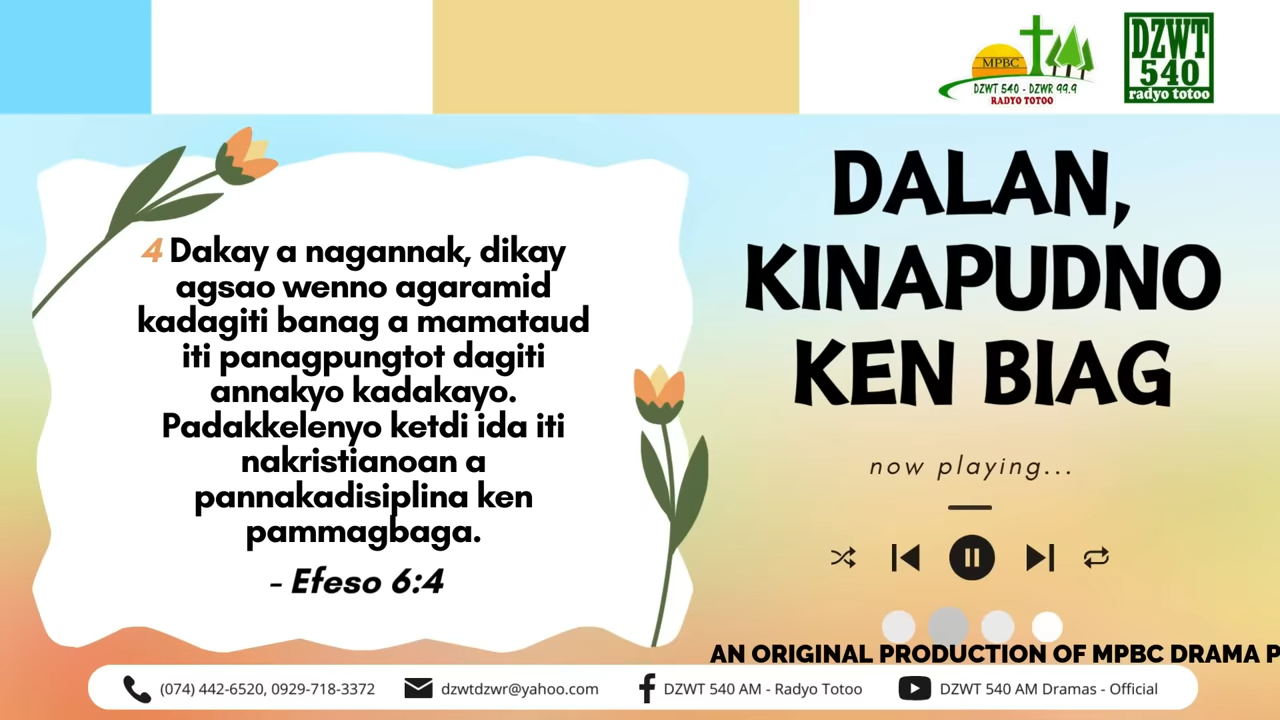 MPBC
DZWT 540 - DZWR 99.9
RADYO TOTOO
DZWT
540
radyo totoo
4 Dakay a nagannak, dikay
agsao wenno agaramid
kadagiti banag a mamataud
iti panagpungtot dagiti
annakyo kadakayo.
Padakkelenyo ketdi ida iti
nakristianoan a
pannakadisiplina ken
pammagbaga.
- Efeso 6:4
DALAN,
KINAPUDNO
KEN BIAG
now playing...
AN ORIGINAL PRODUCTION OF MPBC DRAMA P
(074) 442-6520, 0929-718-3372
dzwtdzwr@yahoo.com
DZWT 540 AM - Radyo Totoo
DZWT 540 AM Dramas - Official